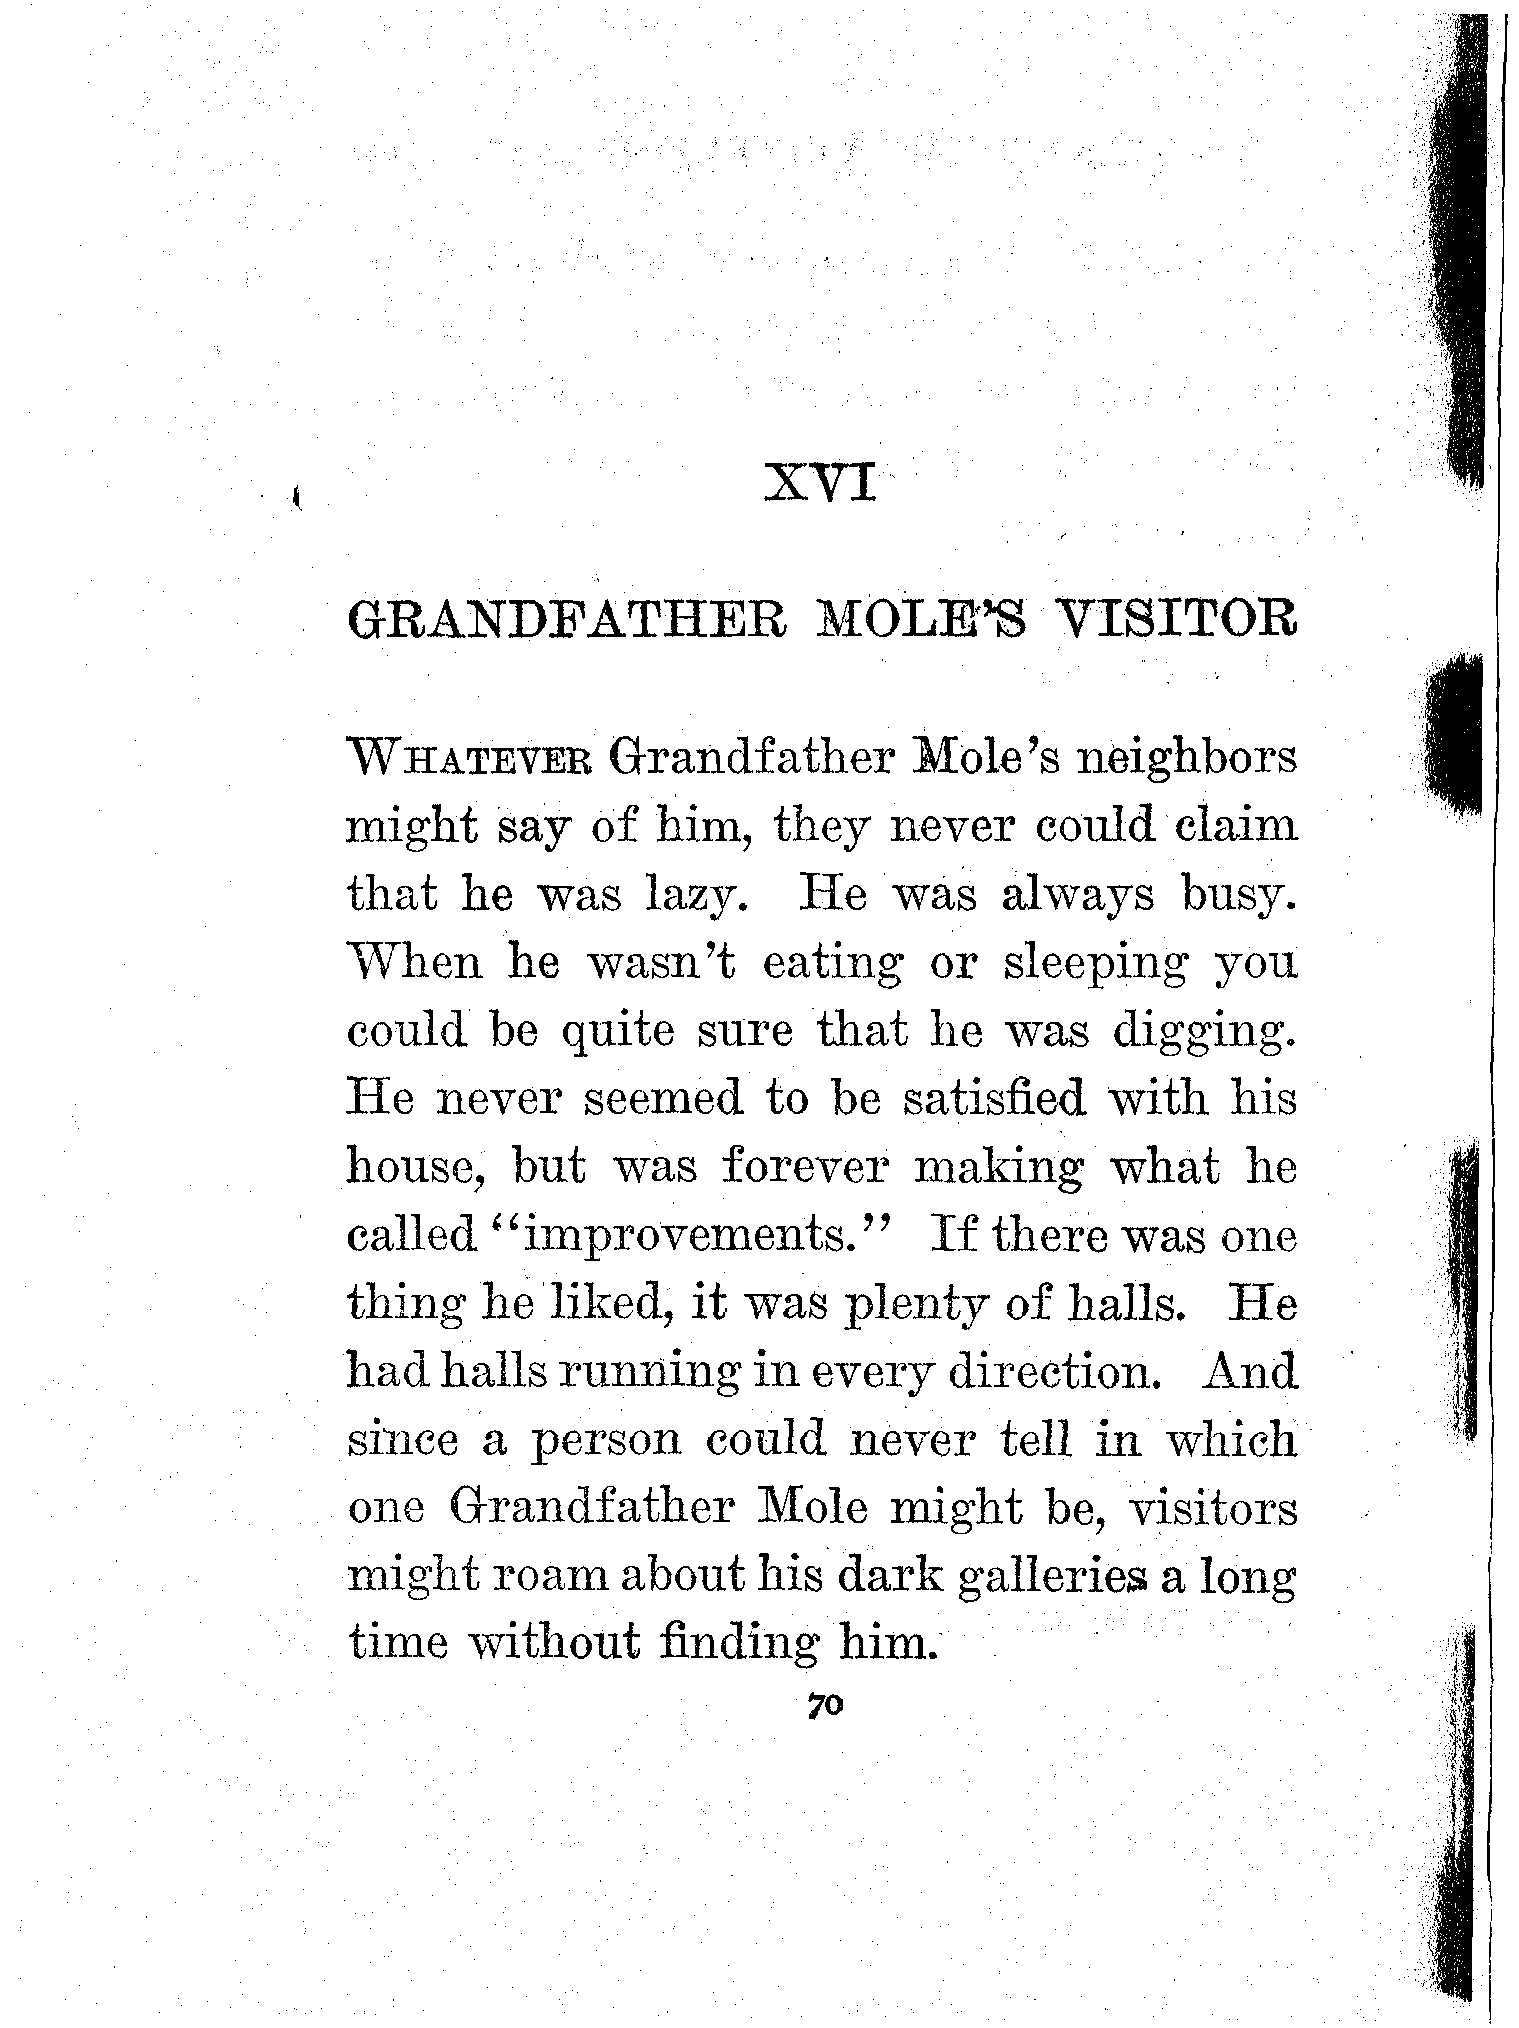 XVI
GRANDFATHER MOLE'S VISITOR
WHATEVER Grandfather Mole's neighbors
might say of him, they never could claim
that he was lazy. He was always busy.
When he wasn't eating or sleeping you
could be quite sure that he was digging.
He never seemed to be satisfied with his
house, but was forever making what he
called "improvements." If there was one
thing he liked, it was plenty of halls. He
had halls running in every direction. And
since a person could never tell in which
one Grandfather Mole might be, visitors
might roam about his dark galleries a long
time without finding him.
70